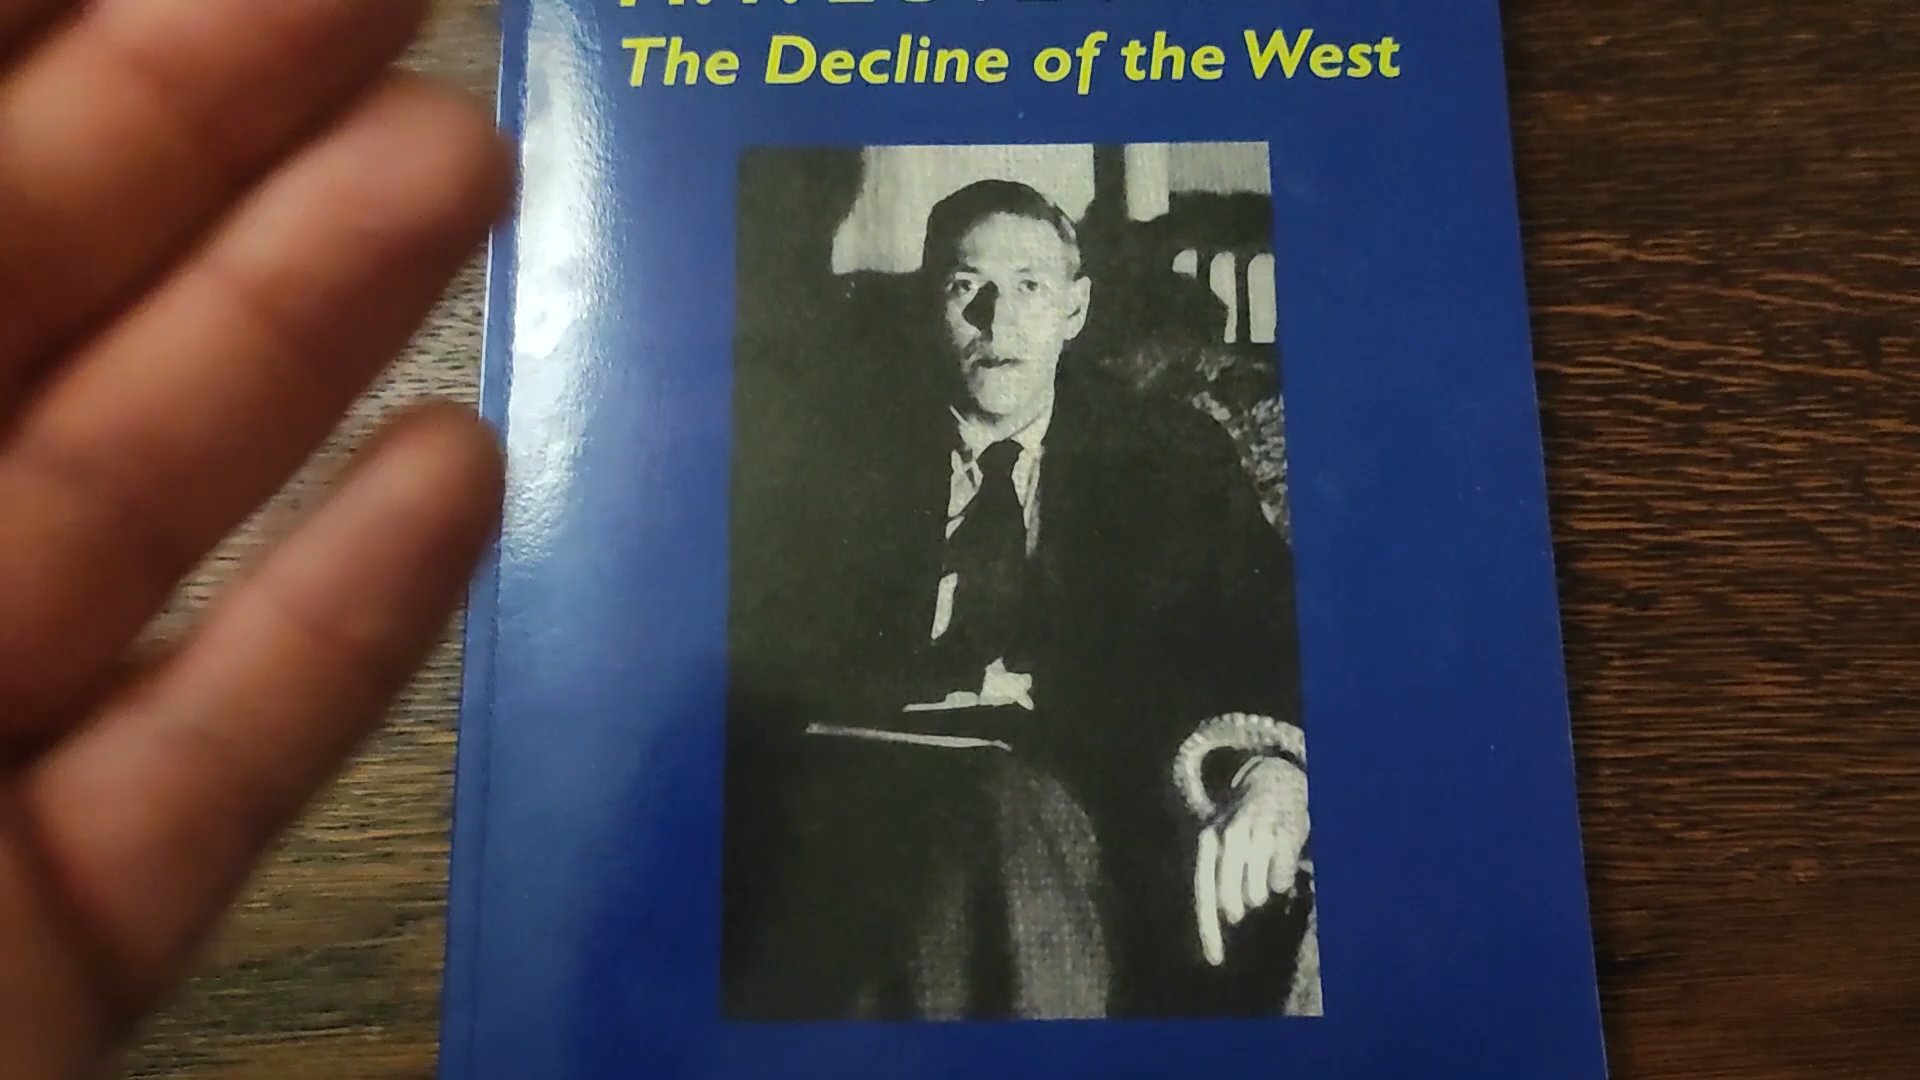 The Decline of the West